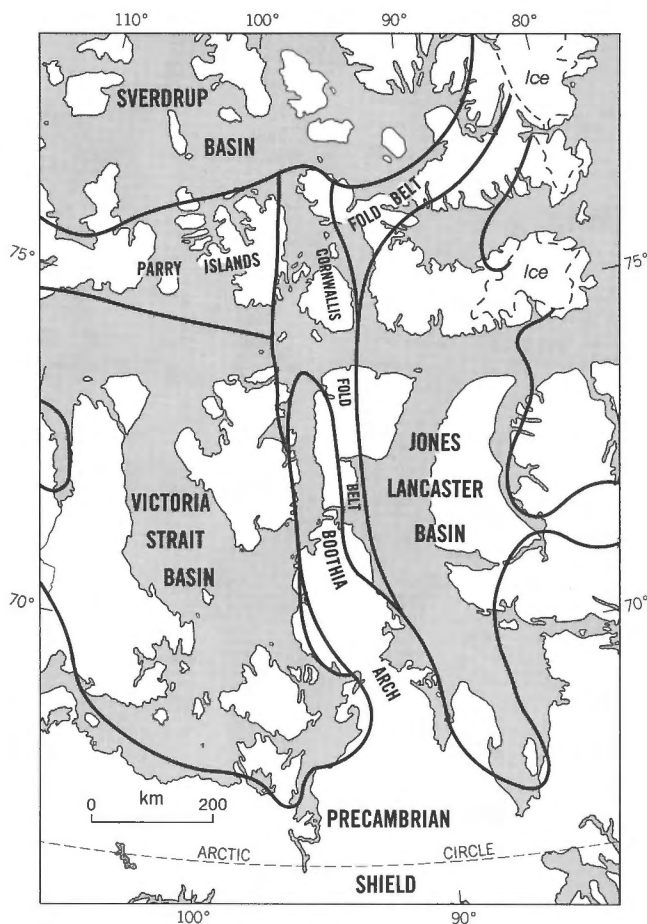 110° 100° 90° 80°
Ice
SVERDRUP
BASIN
FOLD BELT
75° 75°
PARRY ISLANDS
CORNWALLIS
Ice
FOLD
JONES
LANCASTER
BASIN
BELT
VICTORIA
STRAIT
BASIN
BOOTHIA
70° 70°
ARCH
km
0 200
PRECAMBRIAN
ARCTIC CIRCLE
SHIELD
100° 90°